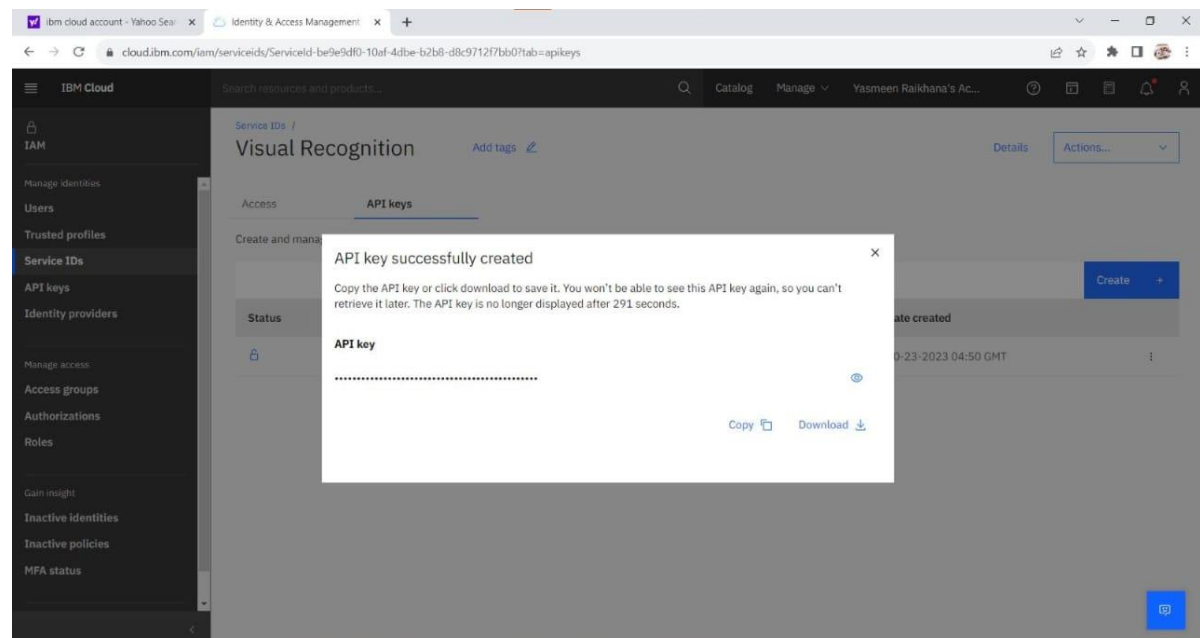 ibm cloud account - Yahoo Sear
Identity & Access Management
cloud.ibm.com/iam/serviceids/ServiceId-be9e9df0-10af-4dbe-b2b8-d8c9712f7bb0?tab=apikeys
IBM Cloud
Search resources and products...
Catalog
Manage
Yasmeen Raikhana's Ac...
IAM
Manage identities
Users
Trusted profiles
Service IDs
API keys
Identity providers
Manage access
Access groups
Authorizations
Roles
Gain insight
Inactive identities
Inactive policies
MFA status
Service IDs /
Visual Recognition
Add tags
Details
Actions...
Access
API keys
Create and mana
Create +
Status
ate created
0-23-2023 04:50 GMT
API key successfully created
Copy the API key or click download to save it. You won't be able to see this API key again, so you can't
retrieve it later. The API key is no longer displayed after 291 seconds.
API key
Copy
Download